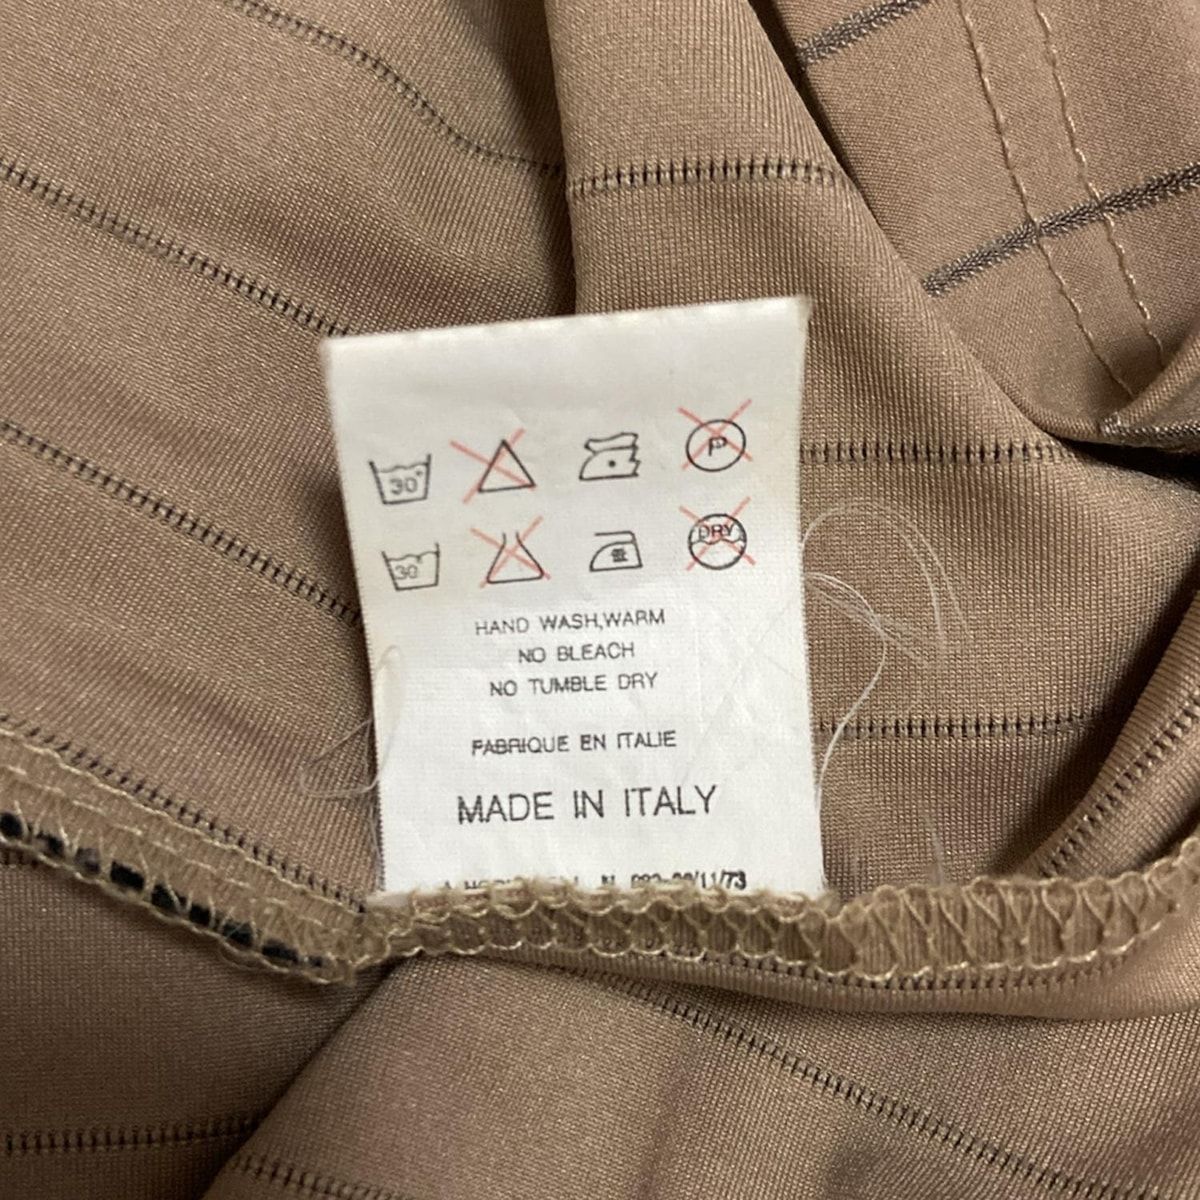 30° P
30 DRY
HAND WASH,WARM
NO BLEACH
NO TUMBLE DRY
FABRIQUE EN ITALIE
MADE IN ITALY